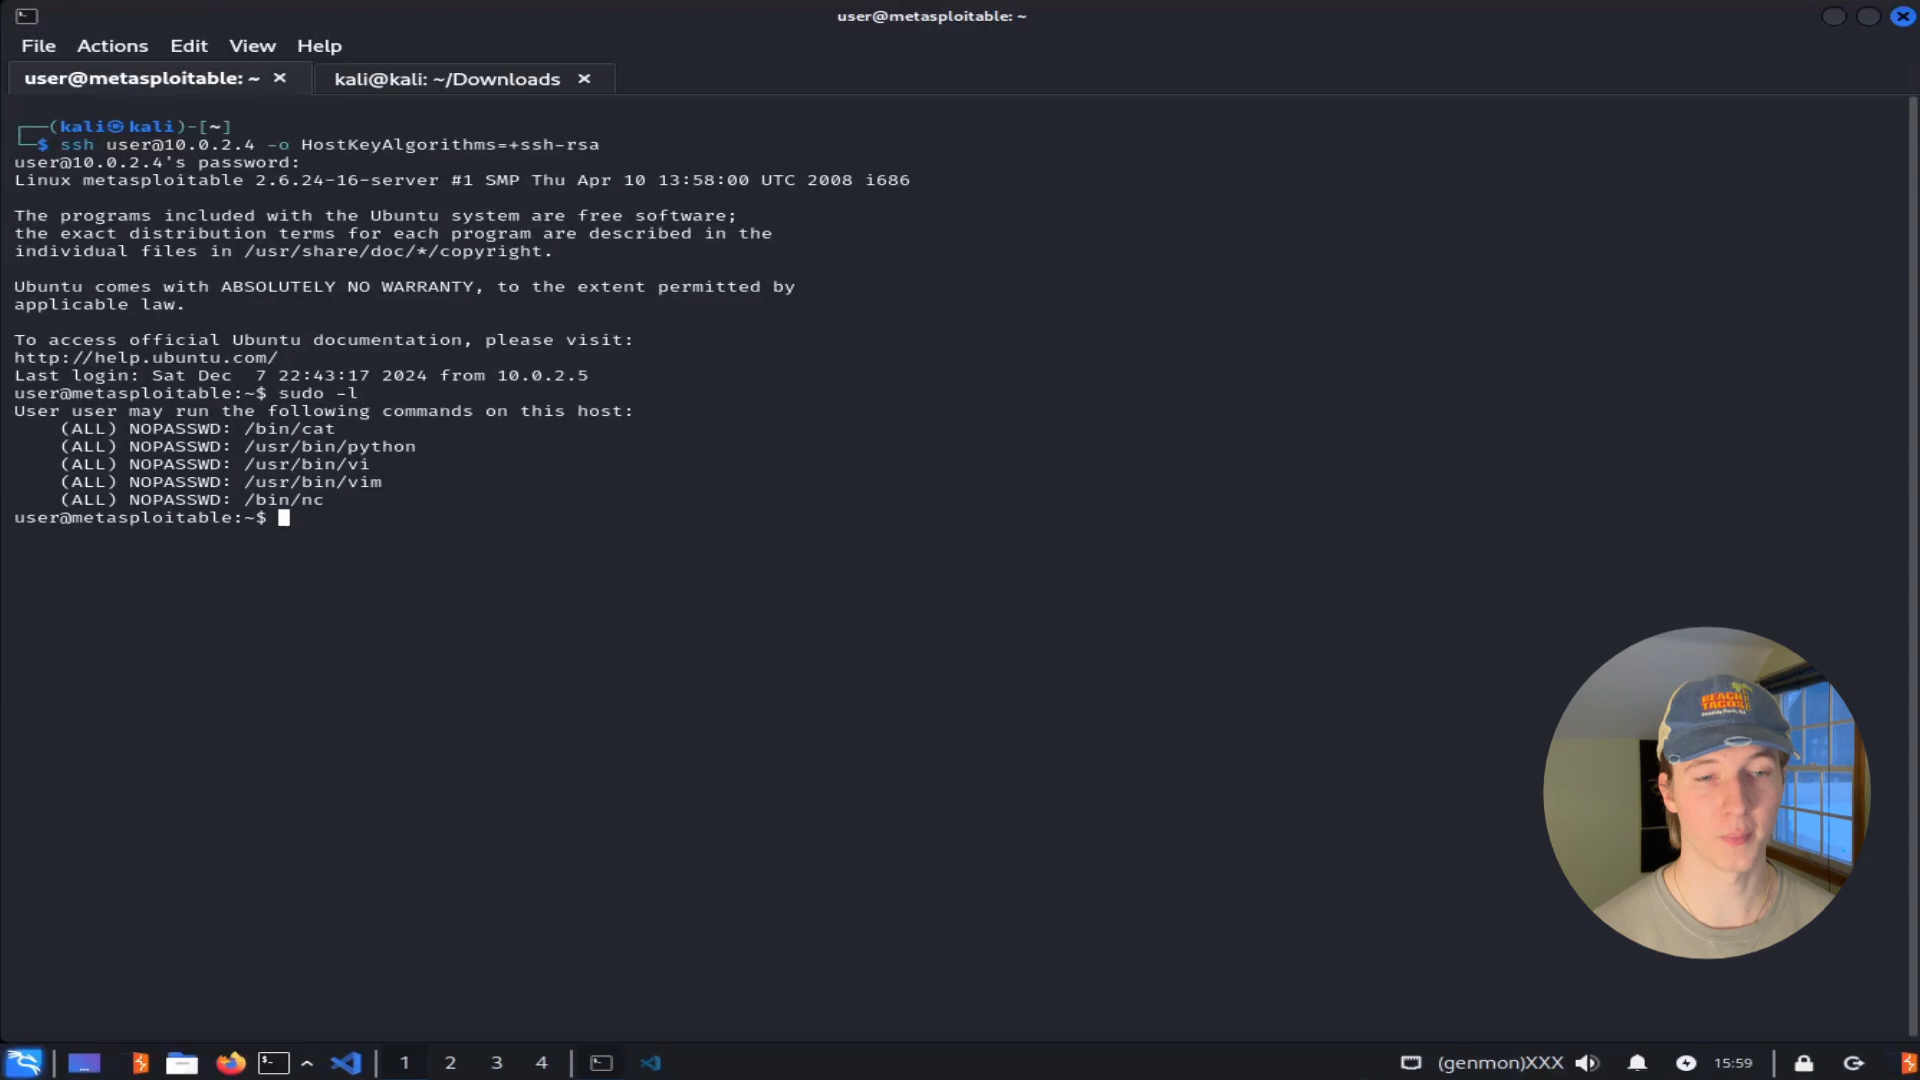 user@metasploitable: ~
File Actions Edit View Help
user@metasploitable: ~ × kali@kali: ~/Downloads ×
┌──(kali㉿kali)-[~]
└─$ ssh user@10.0.2.4 -o HostKeyAlgorithms=+ssh-rsa
user@10.0.2.4's password:
Linux metasploitable 2.6.24-16-server #1 SMP Thu Apr 10 13:58:00 UTC 2008 i686
The programs included with the Ubuntu system are free software;
the exact distribution terms for each program are described in the
individual files in /usr/share/doc/*/copyright.
Ubuntu comes with ABSOLUTELY NO WARRANTY, to the extent permitted by
applicable law.
To access official Ubuntu documentation, please visit:
http://help.ubuntu.com/
Last login: Sat Dec  7 22:43:17 2024 from 10.0.2.5
user@metasploitable:~$ sudo -l
User user may run the following commands on this host:
    (ALL) NOPASSWD: /bin/cat
    (ALL) NOPASSWD: /usr/bin/python
    (ALL) NOPASSWD: /usr/bin/vi
    (ALL) NOPASSWD: /usr/bin/vim
    (ALL) NOPASSWD: /bin/nc
user@metasploitable:~$
BEACH
TACOS
1 2 3 4 (genmon)XXX 15:59